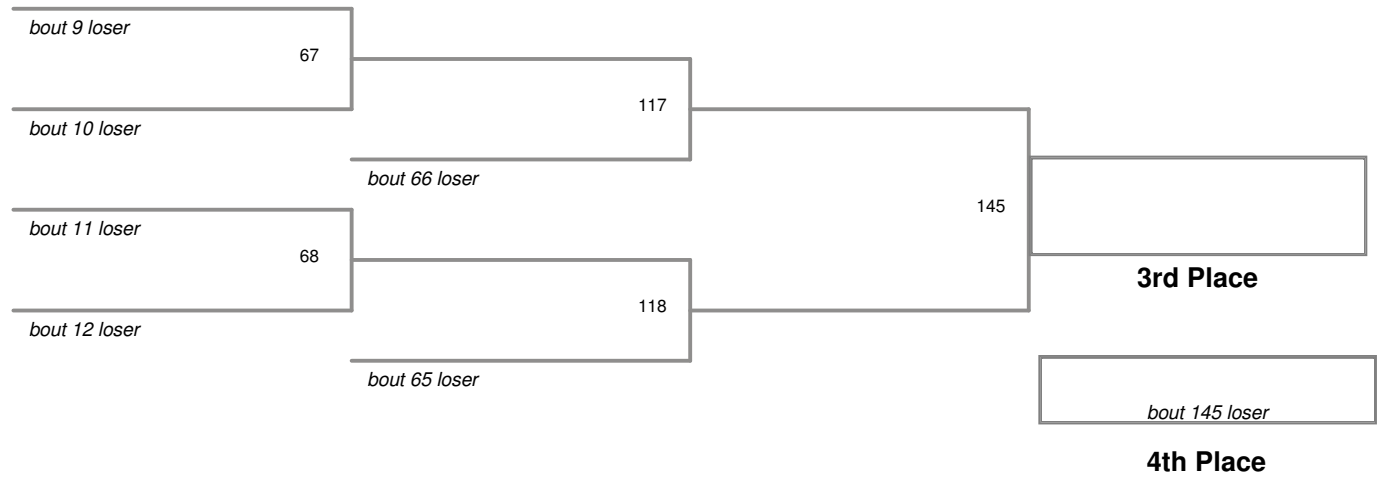 bout 9 loser
67
bout 10 loser
117
bout 66 loser
bout 11 loser
145
68
3rd Place
118
bout 12 loser
bout 65 loser
bout 145 loser
4th Place